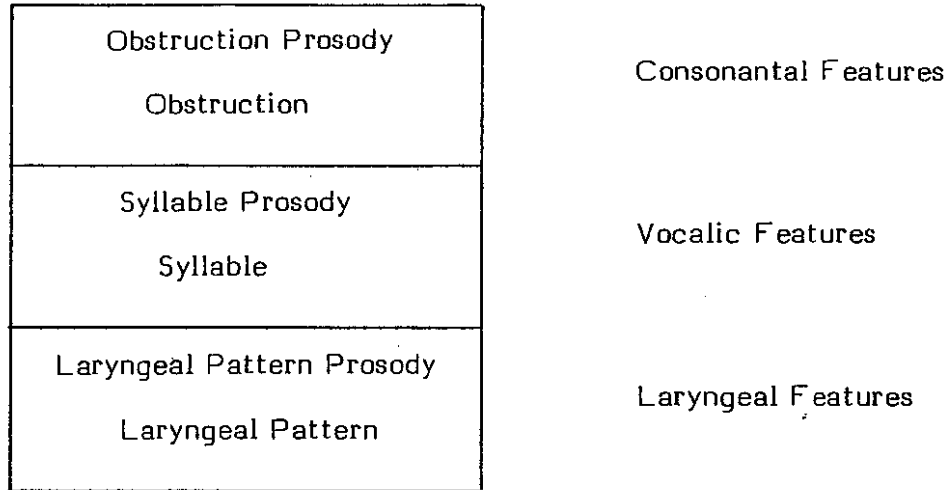 Obstruction Prosody
Consonantal Features
Obstruction
Syllable Prosody
Vocalic Features
Syllable
Laryngeal Pattern Prosody
Laryngeal Features
Laryngeal Pattern